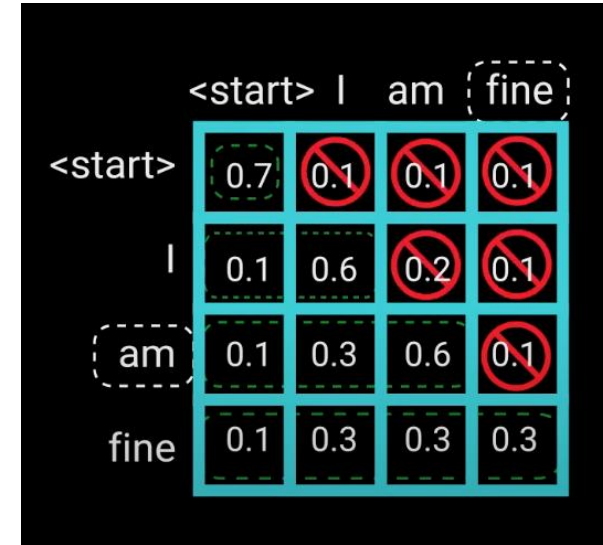 <start> I am fine
<start> 0.7 0.1 0.1 0.1
I 0.1 0.6 0.2 0.1
am 0.1 0.3 0.6 0.1
fine 0.1 0.3 0.3 0.3